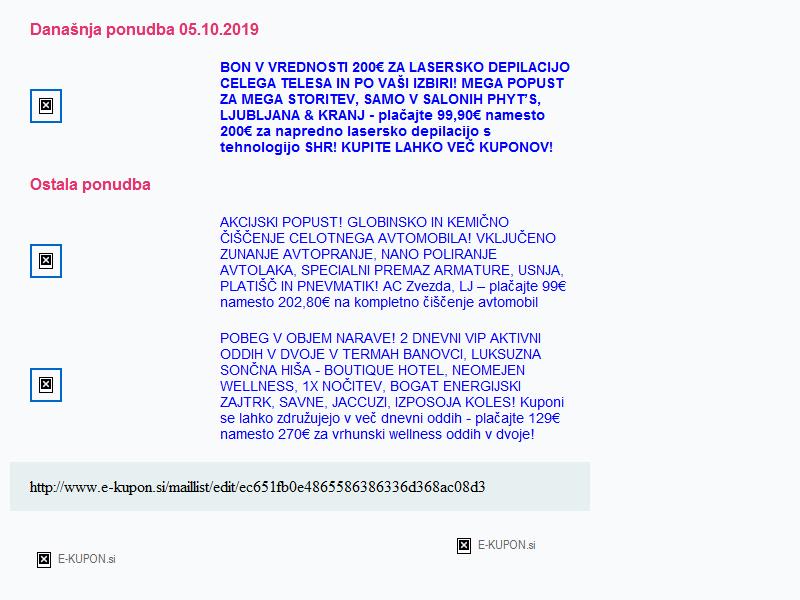 Današnja ponudba 05.10.2019
BON V VREDNOSTI 200€ ZA LASERSKO DEPILACIJO
CELEGA TELESA IN PO VAŠI IZBIRI! MEGA POPUST
ZA MEGA STORITEV, SAMO V SALONIH PHYT'S,
LJUBLJANA & KRANJ - plačajte 99,90€ namesto
200€ za napredno lasersko depilacijo s
tehnologijo SHR! KUPITE LAHKO VEČ KUPONOV!
Ostala ponudba
AKCIJSKI POPUST! GLOBINSKO IN KEMIČNO
ČIŠČENJE CELOTNEGA AVTOMOBILA! VKLJUČENO
ZUNANJE AVTOPRANJE, NANO POLIRANJE
AVTOLAKA, SPECIALNI PREMAZ ARMATURE, USNJA,
PLATIŠČ IN PNEVMATIK! AC Zvezda, LJ – plačajte 99€
namesto 202,80€ na kompletno čiščenje avtomobil
POBEG V OBJEM NARAVE! 2 DNEVNI VIP AKTIVNI
ODDIH V DVOJE V TERMAH BANOVCI, LUKSUZNA
SONČNA HIŠA - BOUTIQUE HOTEL, NEOMEJEN
WELLNESS, 1X NOČITEV, BOGAT ENERGIJSKI
ZAJTRK, SAVNE, JACCUZI, IZPOSOJA KOLES! Kuponi
se lahko združujejo v več dnevni oddih - plačajte 129€
namesto 270€ za vrhunski wellness oddih v dvoje!
http://www.e-kupon.si/maillist/edit/ec651fb0e4865586386336d368ac08d3
E-KUPON.si
E-KUPON.si